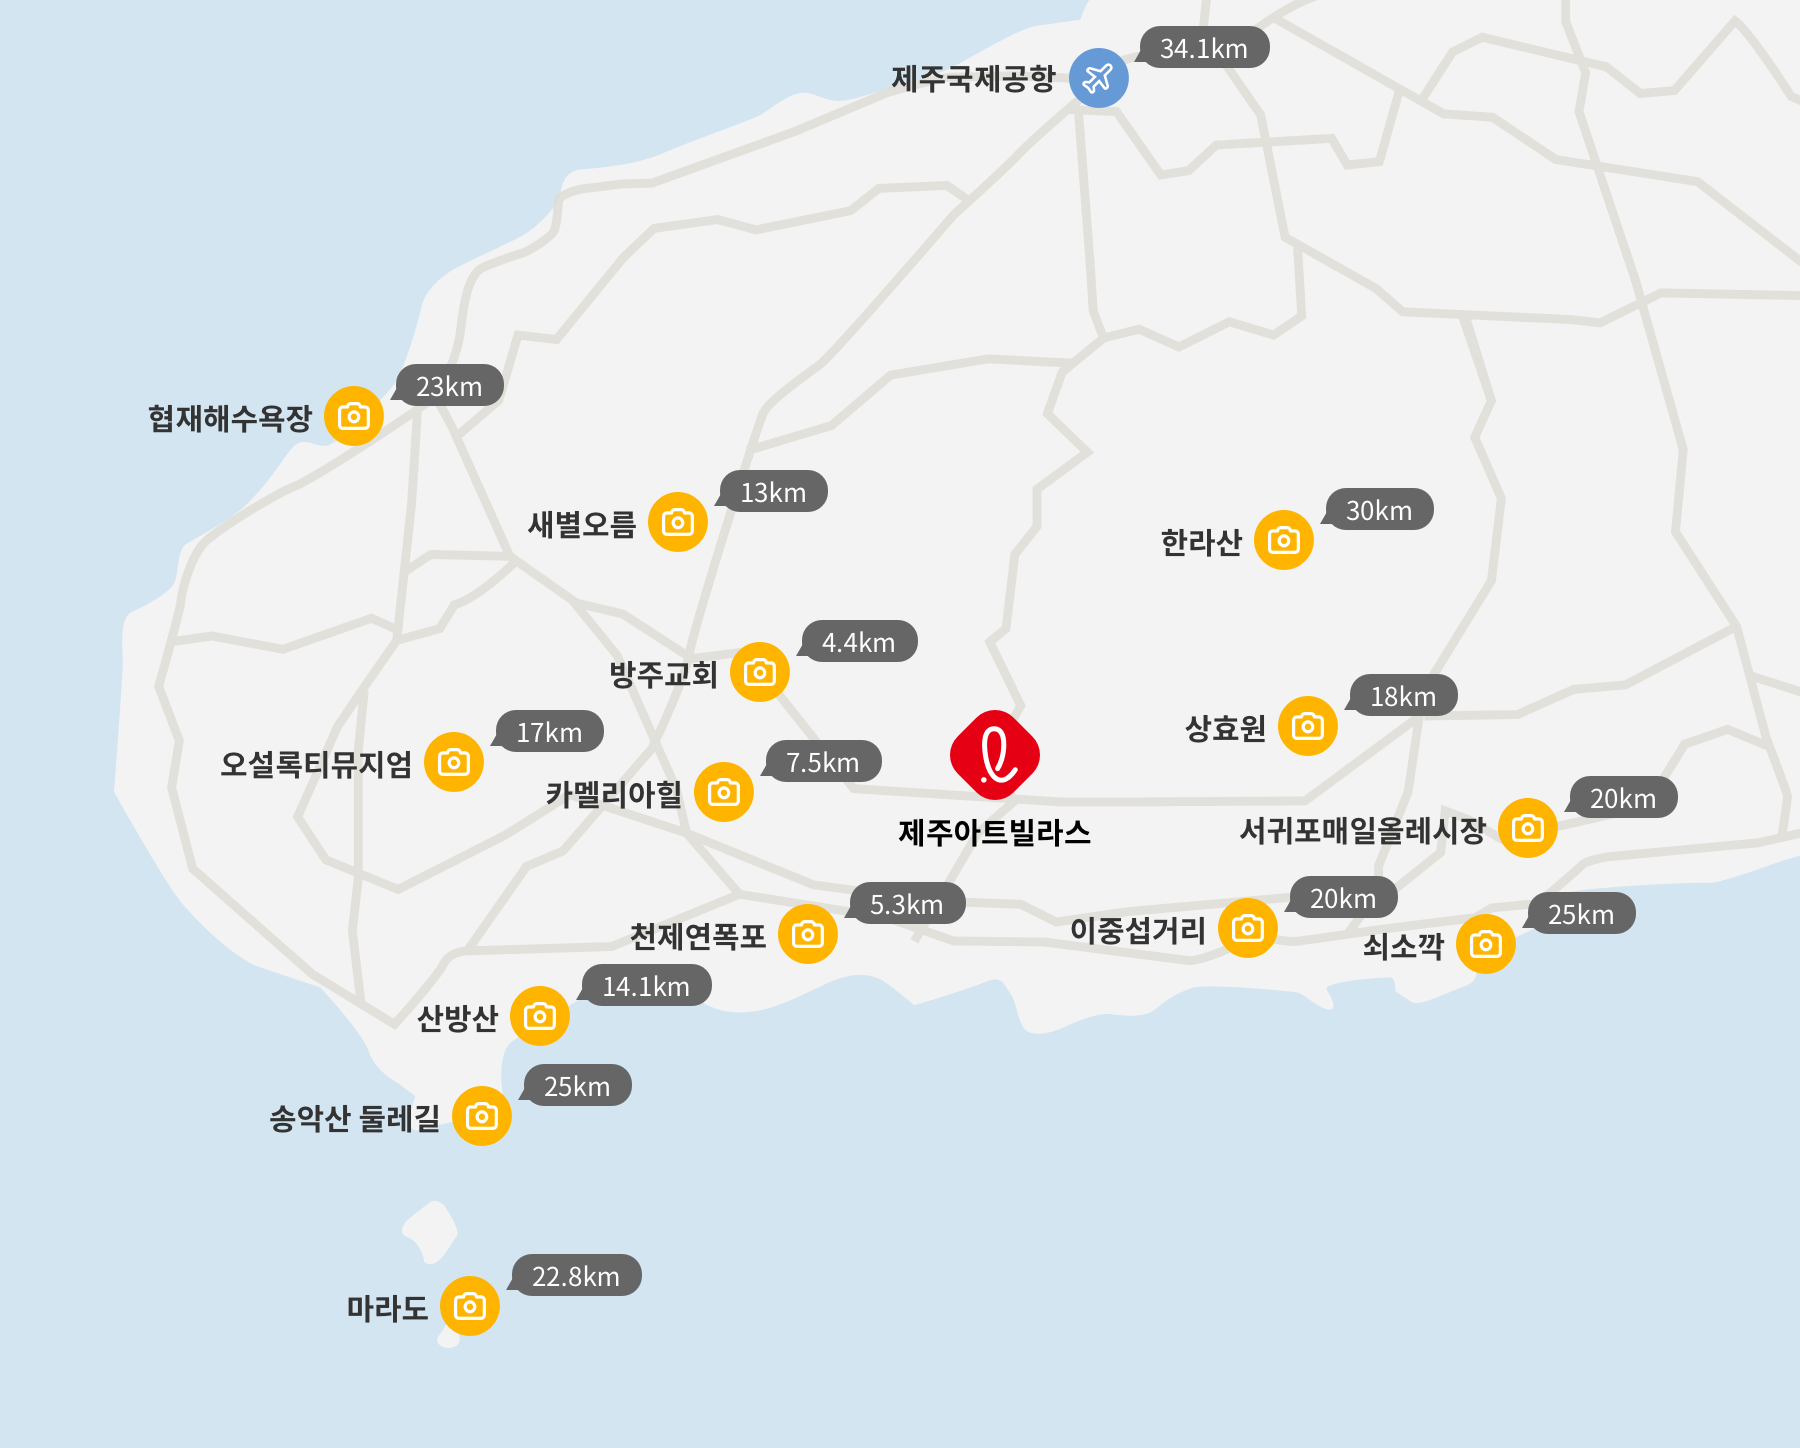 34.1km
제주국제공항
23km
협재해수욕장
13km
새별오름
30km
한라산
4.4km
방주교회
18km
상효원
17km
오설록티뮤지엄
7.5km
카멜리아힐
제주아트빌라스
20km
서귀포매일올레시장
5.3km
천제연폭포
20km
이중섭거리
25km
쇠소깍
14.1km
산방산
25km
송악산 둘레길
22.8km
마라도